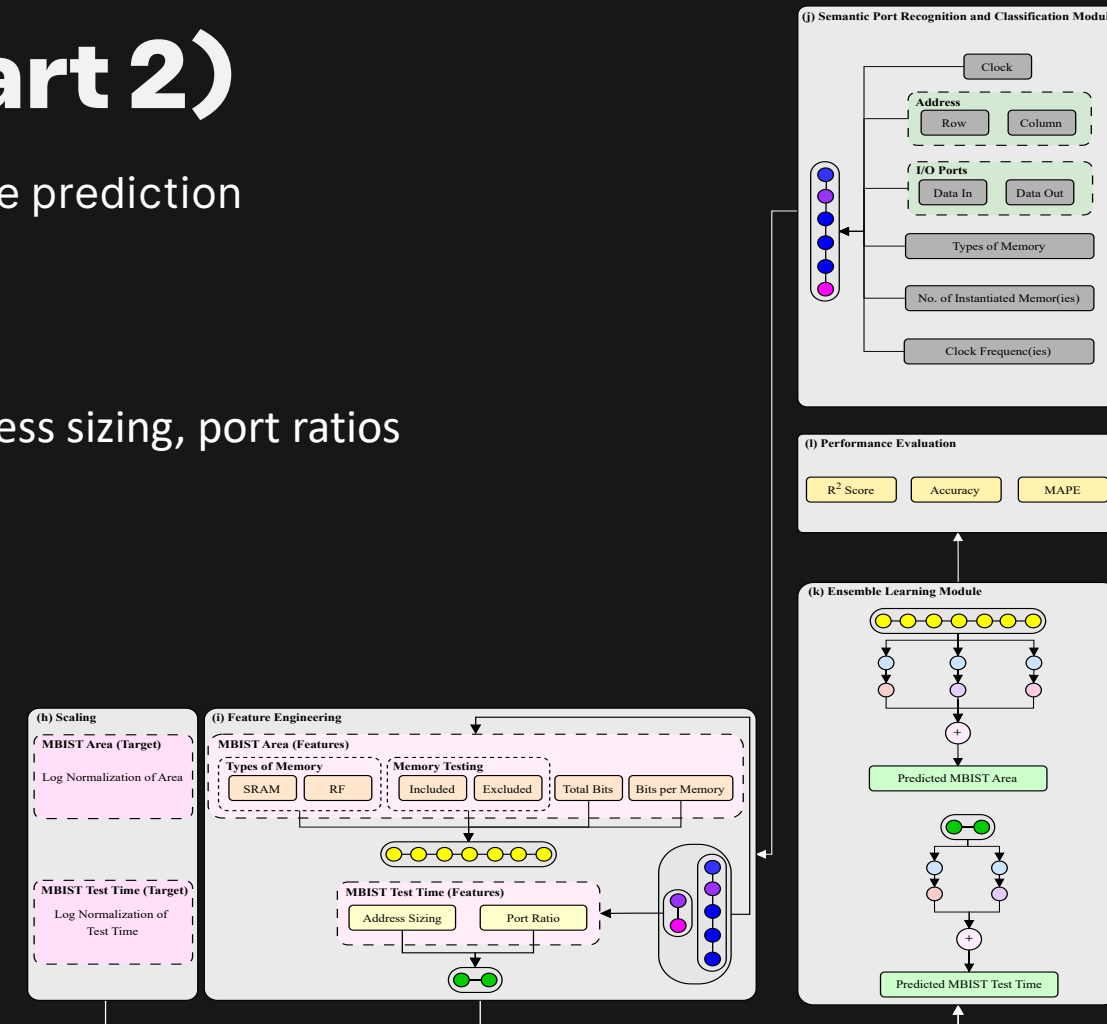 art 2)
e prediction
ess sizing, port ratios
(j) Semantic Port Recognition and Classification Modul
Clock
Address
Row Column
I/O Ports
Data In Data Out
Types of Memory
No. of Instantiated Memor(ies)
Clock Frequenc(ies)
(l) Performance Evaluation
R² Score Accuracy MAPE
(k) Ensemble Learning Module
+
Predicted MBIST Area
+
Predicted MBIST Test Time
(h) Scaling
MBIST Area (Target)
Log Normalization of Area
MBIST Test Time (Target)
Log Normalization of
Test Time
(i) Feature Engineering
MBIST Area (Features)
Types of Memory
SRAM RF
Memory Testing
Included Excluded
Total Bits Bits per Memory
MBIST Test Time (Features)
Address Sizing Port Ratio